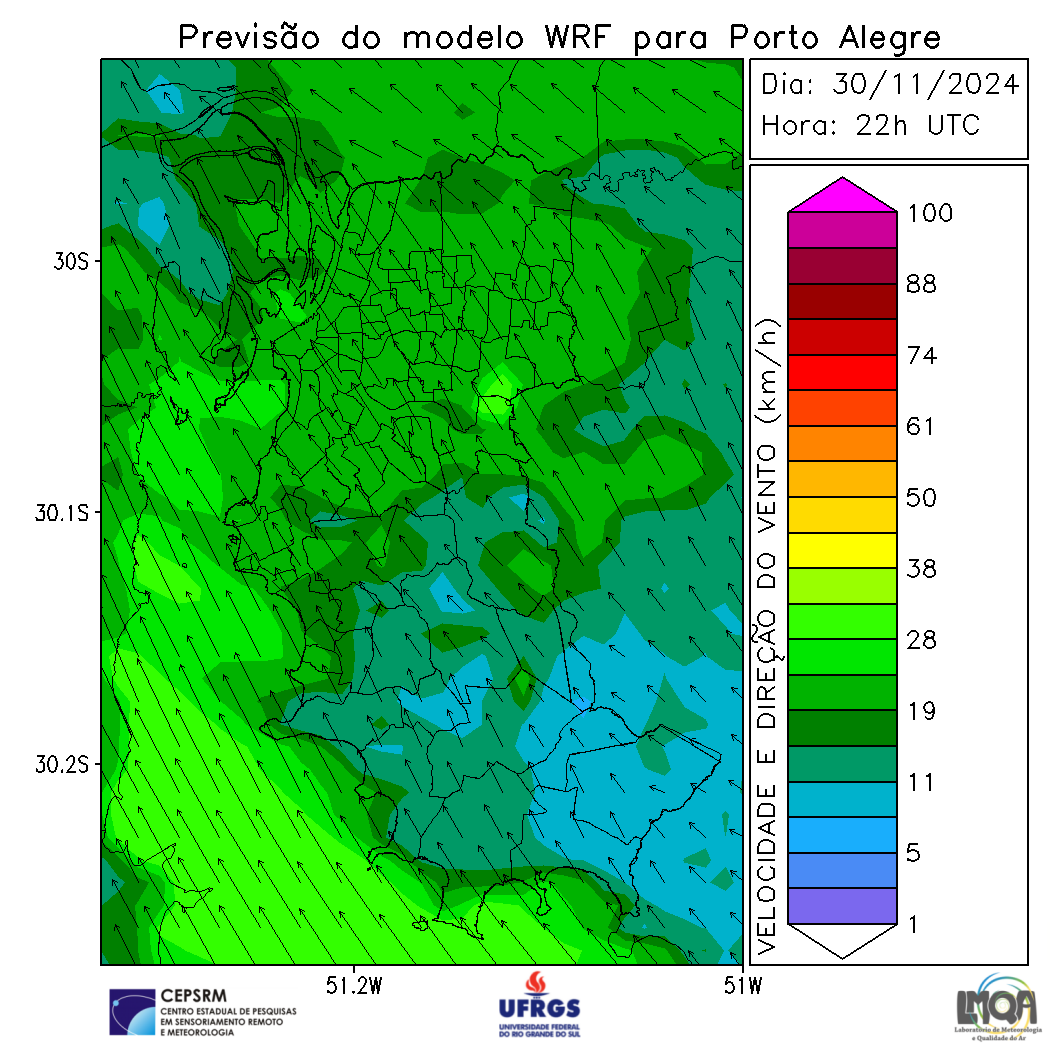 Previsão do modelo WRF para Porto Alegre
Dia: 30/11/2024
Hora: 22h UTC
30S
30.1S
30.2S
51.2W
51W
VELOCIDADE E DIREÇÃO DO VENTO (km/h)
100
88
74
61
50
38
28
19
11
5
1
CEPSRM
CENTRO ESTADUAL DE PESQUISAS
EM SENSORIAMENTO REMOTO
E METEOROLOGIA
UFRGS
UNIVERSIDADE FEDERAL
DO RIO GRANDE DO SUL
LMQA
Laboratório de Meteorologia
e Qualidade do Ar